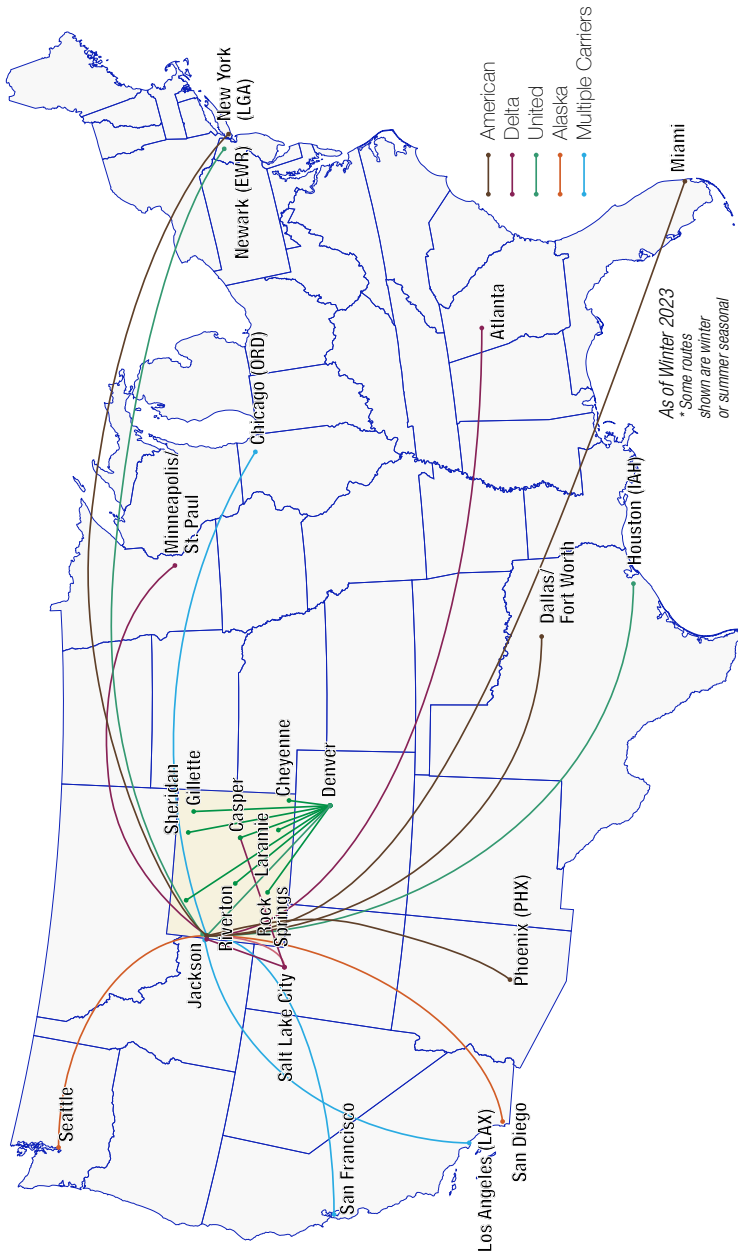 Seattle
San Francisco
Los Angeles (LAX)
San Diego
Salt Lake City
Phoenix (PHX)
Jackson
Riverton
Rock
Springs
Sheridan
Gillette
Casper
Laramie
Cheyenne
Denver
Minneapolis/
St. Paul
Chicago (ORD)
Dallas/
Fort Worth
Houston (IAH)
Atlanta
Miami
Newark (EWR)
New York
(LGA)
American
Delta
United
Alaska
Multiple Carriers
As of Winter 2023
* Some routes
shown are winter
or summer seasonal